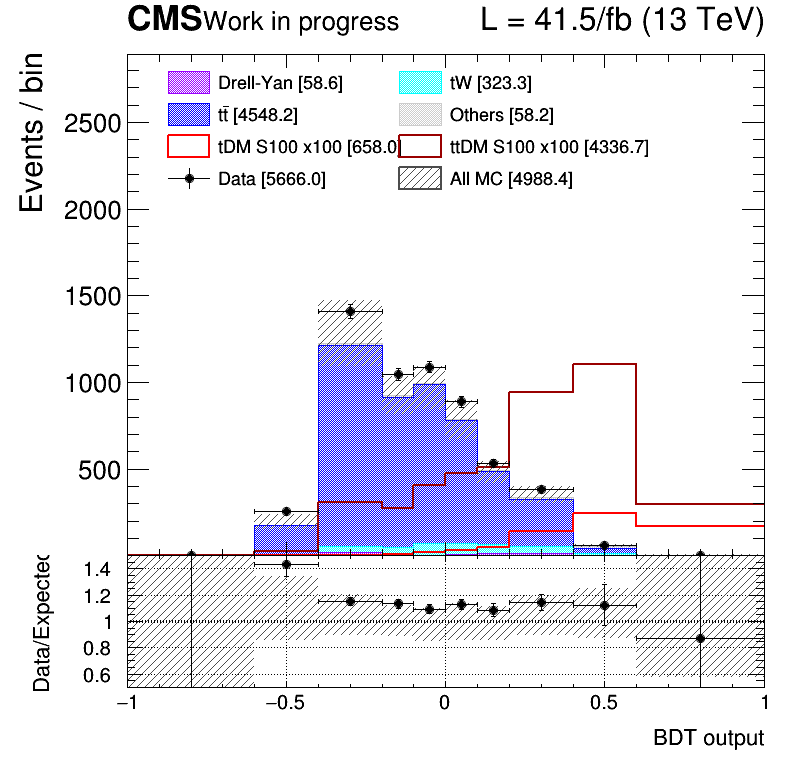 CMS Work in progress L = 41.5/fb (13 TeV)
Events / bin
Drell-Yan [58.6] tW [323.3]
tt̄ [4548.2] Others [58.2]
tDM S100 x100 [658.0] ttDM S100 x100 [4336.7]
Data [5666.0] All MC [4988.4]
2500
2000
1500
1000
500
Data/Expected
1.4
1.2
1
0.8
0.6
−1 −0.5 0 0.5 1
BDT output